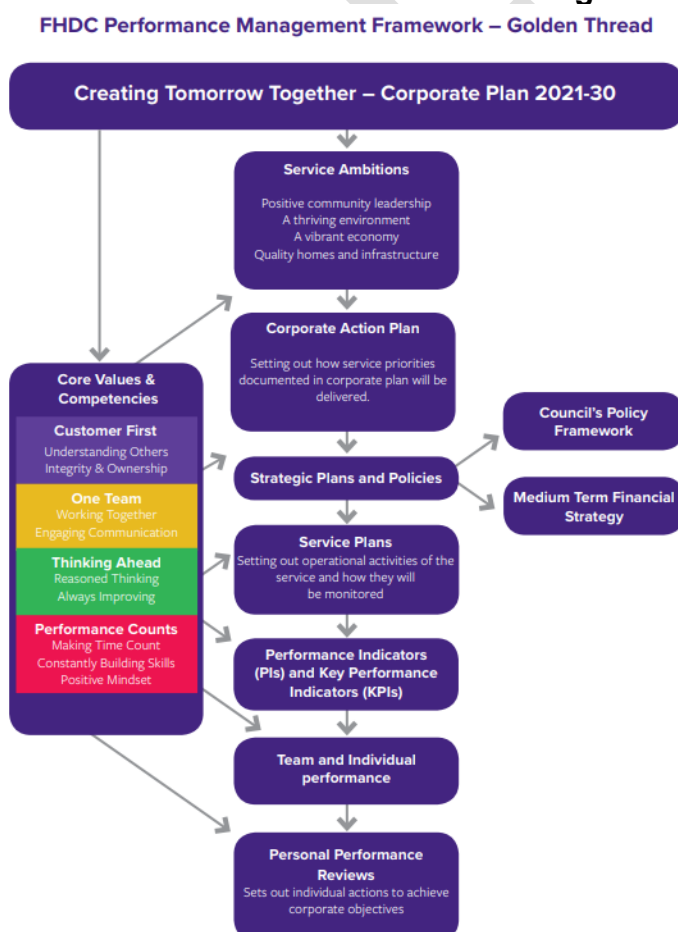 FHDC Performance Management Framework – Golden Thread
Creating Tomorrow Together – Corporate Plan 2021-30
Service Ambitions
Positive community leadership
A thriving environment
A vibrant economy
Quality homes and infrastructure
Corporate Action Plan
Setting out how service priorities
documented in corporate plan will be
delivered.
Core Values &
Competencies
Customer First
Understanding Others
Integrity & Ownership
One Team
Working Together
Engaging Communication
Thinking Ahead
Reasoned Thinking
Always Improving
Performance Counts
Making Time Count
Constantly Building Skills
Positive Mindset
Strategic Plans and Policies
Council's Policy
Framework
Medium Term Financial
Strategy
Service Plans
Setting out operational activities of the
service and how they will
be monitored
Performance Indicators
(PIs) and Key Performance
Indicators (KPIs)
Team and Individual
performance
Personal Performance
Reviews
Sets out individual actions to achieve
corporate objectives